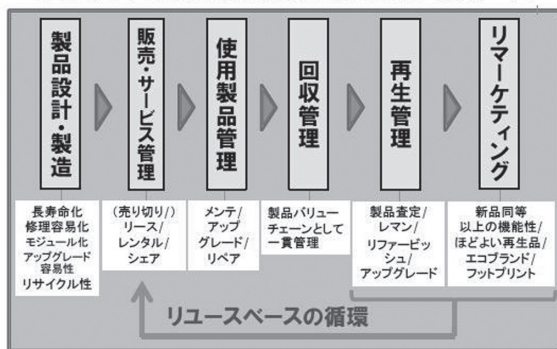 製品設計・製造
販売・サービス管理
使用製品管理
回収管理
再生管理
リマーケティング
長寿命化
修理容易化
モジュール化
アップグレード
容易性
リサイクル性
(売り切り/)
リース/
レンタル/
シェア
メンテ/
アップ
グレード/
リペア
製品バリュー
チェーンとして
一貫管理
製品査定/
レマン/
リファービッ
シュ/
アップグレード
新品同等
以上の機能性/
ほどよい再生品/
エコブランド/
フットプリント
リユースベースの循環